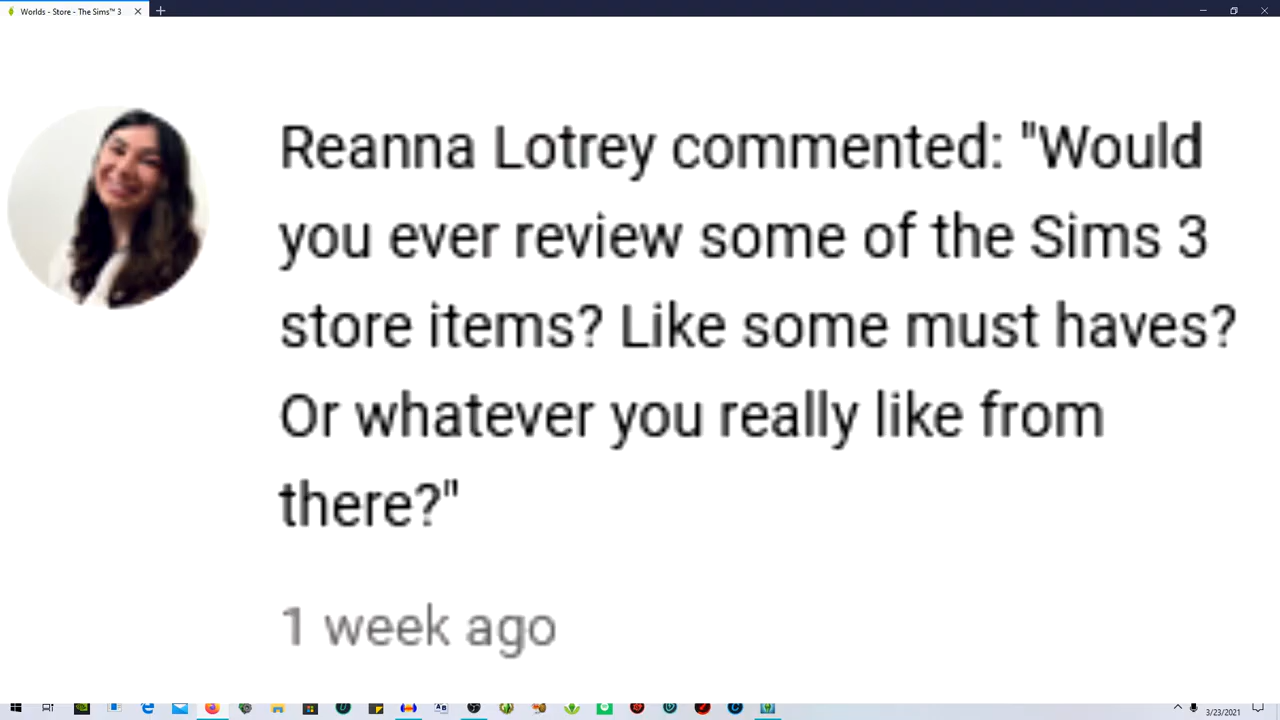 Worlds - Store - The Sims™ 3
Reanna Lotrey commented: "Would
you ever review some of the Sims 3
store items? Like some must haves?
Or whatever you really like from
there?"
1 week ago
3/23/2021